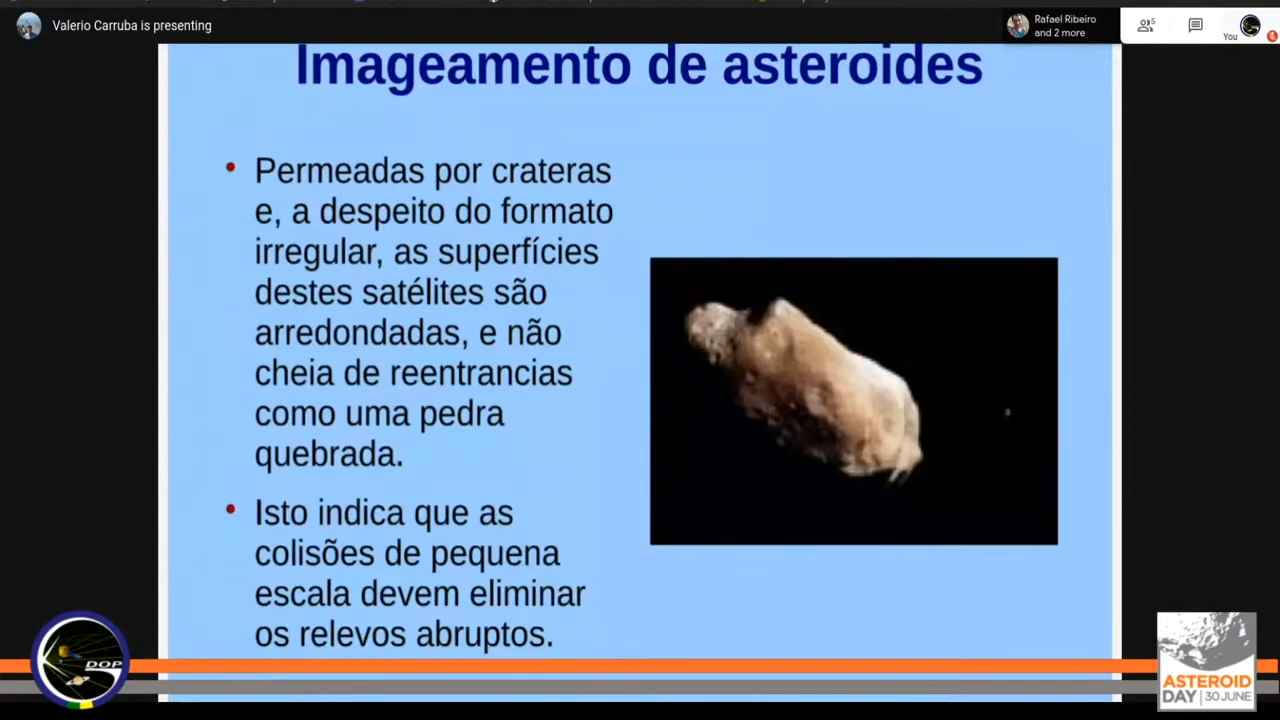 Valerio Carruba is presenting
Rafael Ribeiro
and 2 more
5
You
Imageamento de asteroides
Permeadas por crateras
e, a despeito do formato
irregular, as superfícies
destes satélites são
arredondadas, e não
cheia de reentrancias
como uma pedra
quebrada.
Isto indica que as
colisões de pequena
escala devem eliminar
os relevos abruptos.
DOP
ASTEROID
DAY | 30 JUNE